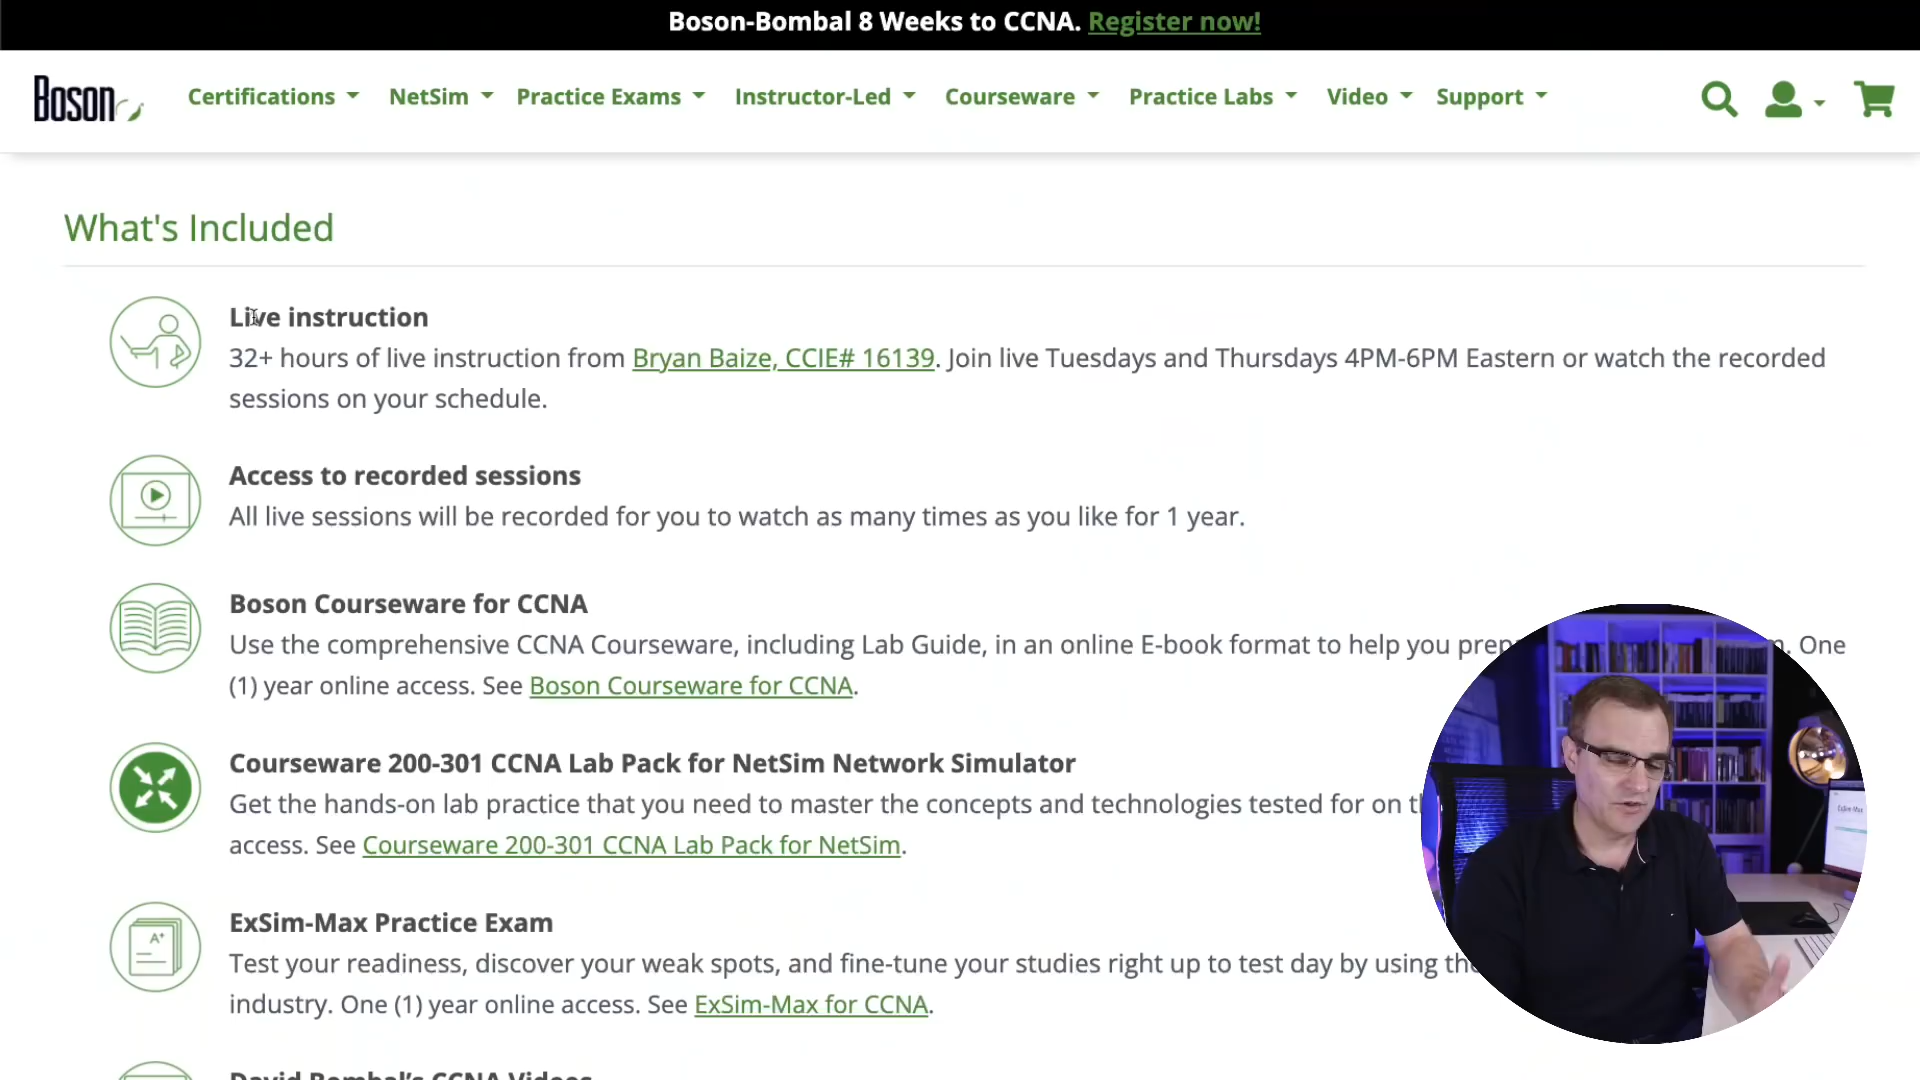 Boson-Bombal 8 Weeks to CCNA. Register now!
Boson
Certifications NetSim Practice Exams Instructor-Led Courseware Practice Labs Video Support
What's Included
Live instruction
32+ hours of live instruction from Bryan Baize, CCIE# 16139. Join live Tuesdays and Thursdays 4PM-6PM Eastern or watch the recorded
sessions on your schedule.
Access to recorded sessions
All live sessions will be recorded for you to watch as many times as you like for 1 year.
Boson Courseware for CCNA
Use the comprehensive CCNA Courseware, including Lab Guide, in an online E-book format to help you One
(1) year online access. See Boson Courseware for CCNA.
Courseware 200-301 CCNA Lab Pack for NetSim Network Simulator
Get the hands-on lab practice that you need to master the concepts and technologies tested for on
access. See Courseware 200-301 CCNA Lab Pack for NetSim.
A+
ExSim-Max Practice Exam
Test your readiness, discover your weak spots, and fine-tune your studies right up to test day by using
industry. One (1) year online access. See ExSim-Max for CCNA.
David Bombal's CCNA Videos